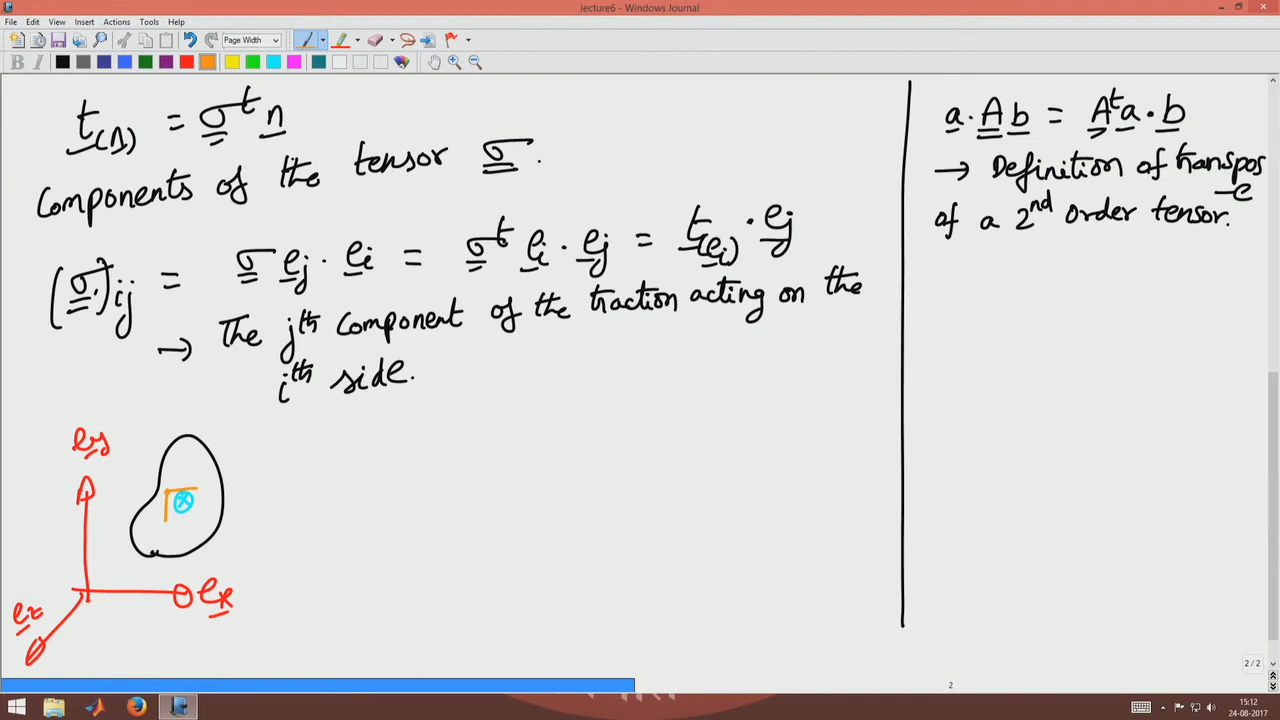 lecture6 - Windows Journal
File Edit View Insert Actions Tools Help
Page Width
B I
t(n) = σᵗ n
Components of the tensor σ.
(σ)ij = σ ej · ei = σᵗ ei · ej = t(ei) · ej
→ The jth component of the traction acting on the
ith side.
a · A b = Aᵗa · b
→ Definition of transpos
-e
of a 2nd order tensor.
ey
ex
ez
2 / 2
2
15:12
24-08-2017